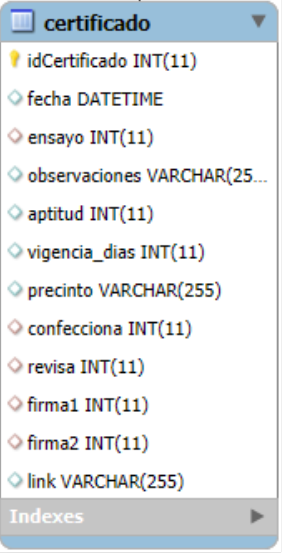 certificado
idCertificado INT(11)
fecha DATETIME
ensayo INT(11)
observaciones VARCHAR(25...
aptitud INT(11)
vigencia_dias INT(11)
precinto VARCHAR(255)
confecciona INT(11)
revisa INT(11)
firma1 INT(11)
firma2 INT(11)
link VARCHAR(255)
Indexes